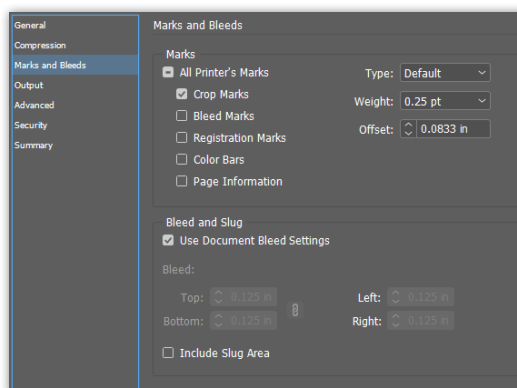 General
Compression
Marks and Bleeds
Output
Advanced
Security
Summary
Marks and Bleeds
Marks
All Printer's Marks
Crop Marks
Bleed Marks
Registration Marks
Color Bars
Page Information
Type: Default
Weight: 0.25 pt
Offset: 0.0833 in
Bleed and Slug
Use Document Bleed Settings
Bleed:
Top: 0.125 in Left: 0.125 in
Bottom: 0.125 in Right: 0.125 in
Include Slug Area